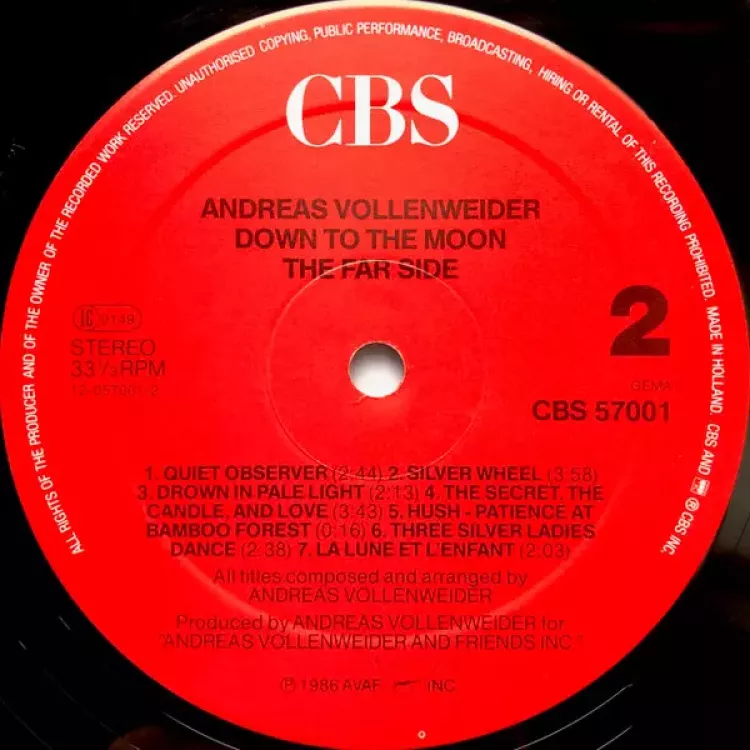 ALL RIGHTS OF THE PRODUCER AND OF THE OWNER OF THE RECORDED WORK RESERVED. UNAUTHORISED COPYING, PUBLIC PERFORMANCE, BROADCASTING, HIRING OR RENTAL OF THIS RECORDING PROHIBITED. MADE IN HOLLAND. CBS AND ℗ CBS INC.
CBS
ANDREAS VOLLENWEIDER
DOWN TO THE MOON
THE FAR SIDE
LC 0149
STEREO
33⅓ RPM
12-057001-2
2
GEMA
CBS 57001
1. QUIET OBSERVER (2:44) 2. SILVER WHEEL (3:58)
3. DROWN IN PALE LIGHT (2:13) 4. THE SECRET, THE
CANDLE, AND LOVE (3:43) 5. HUSH - PATIENCE AT
BAMBOO FOREST (0:16) 6. THREE SILVER LADIES
DANCE (2:38) 7. LA LUNE ET L'ENFANT (2:03)
All titles composed and arranged by
ANDREAS VOLLENWEIDER
Produced by ANDREAS VOLLENWEIDER for
"ANDREAS VOLLENWEIDER AND FRIENDS INC."
℗ 1986 AVAF INC